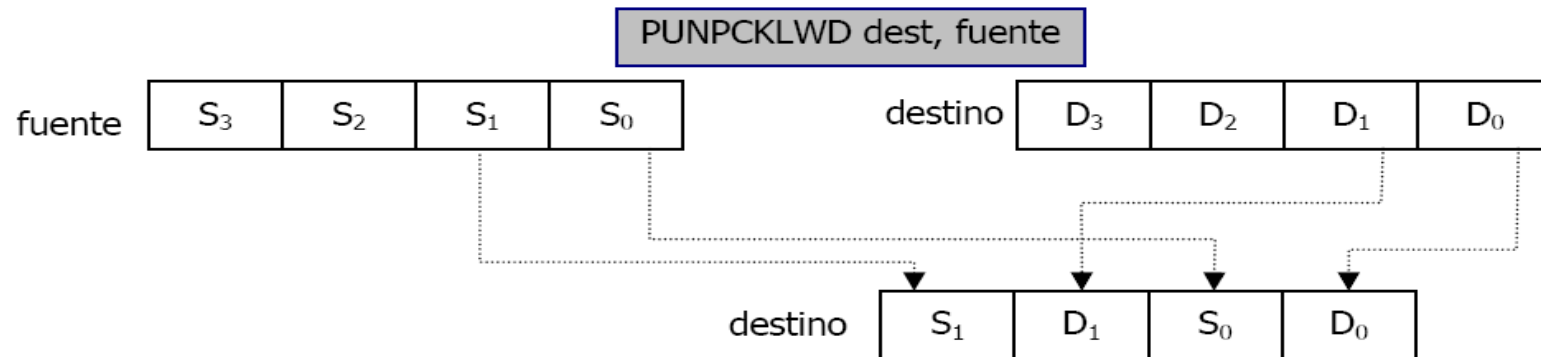 PUNPCKLWD dest, fuente
fuente S₃ S₂ S₁ S₀ destino D₃ D₂ D₁ D₀
destino S₁ D₁ S₀ D₀